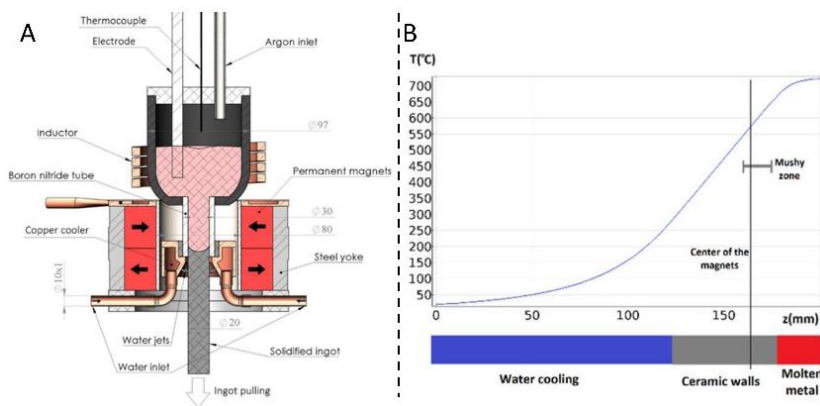 A
Thermocouple
Electrode
Argon inlet
Ø97
Inductor
Boron nitride tube
Permanent magnets
Ø30
Copper cooler
Ø80
Steel yoke
Ø10x1
Ø20
Water jets
Water inlet
Solidified ingot
Ingot pulling
B
T(°C)
700
650
600
550
500
450
400
350
300
250
200
150
100
50
Mushy
zone
Center of the
magnets
0
50
100
150
z(mm)
Water cooling
Ceramic walls
Molten
metal